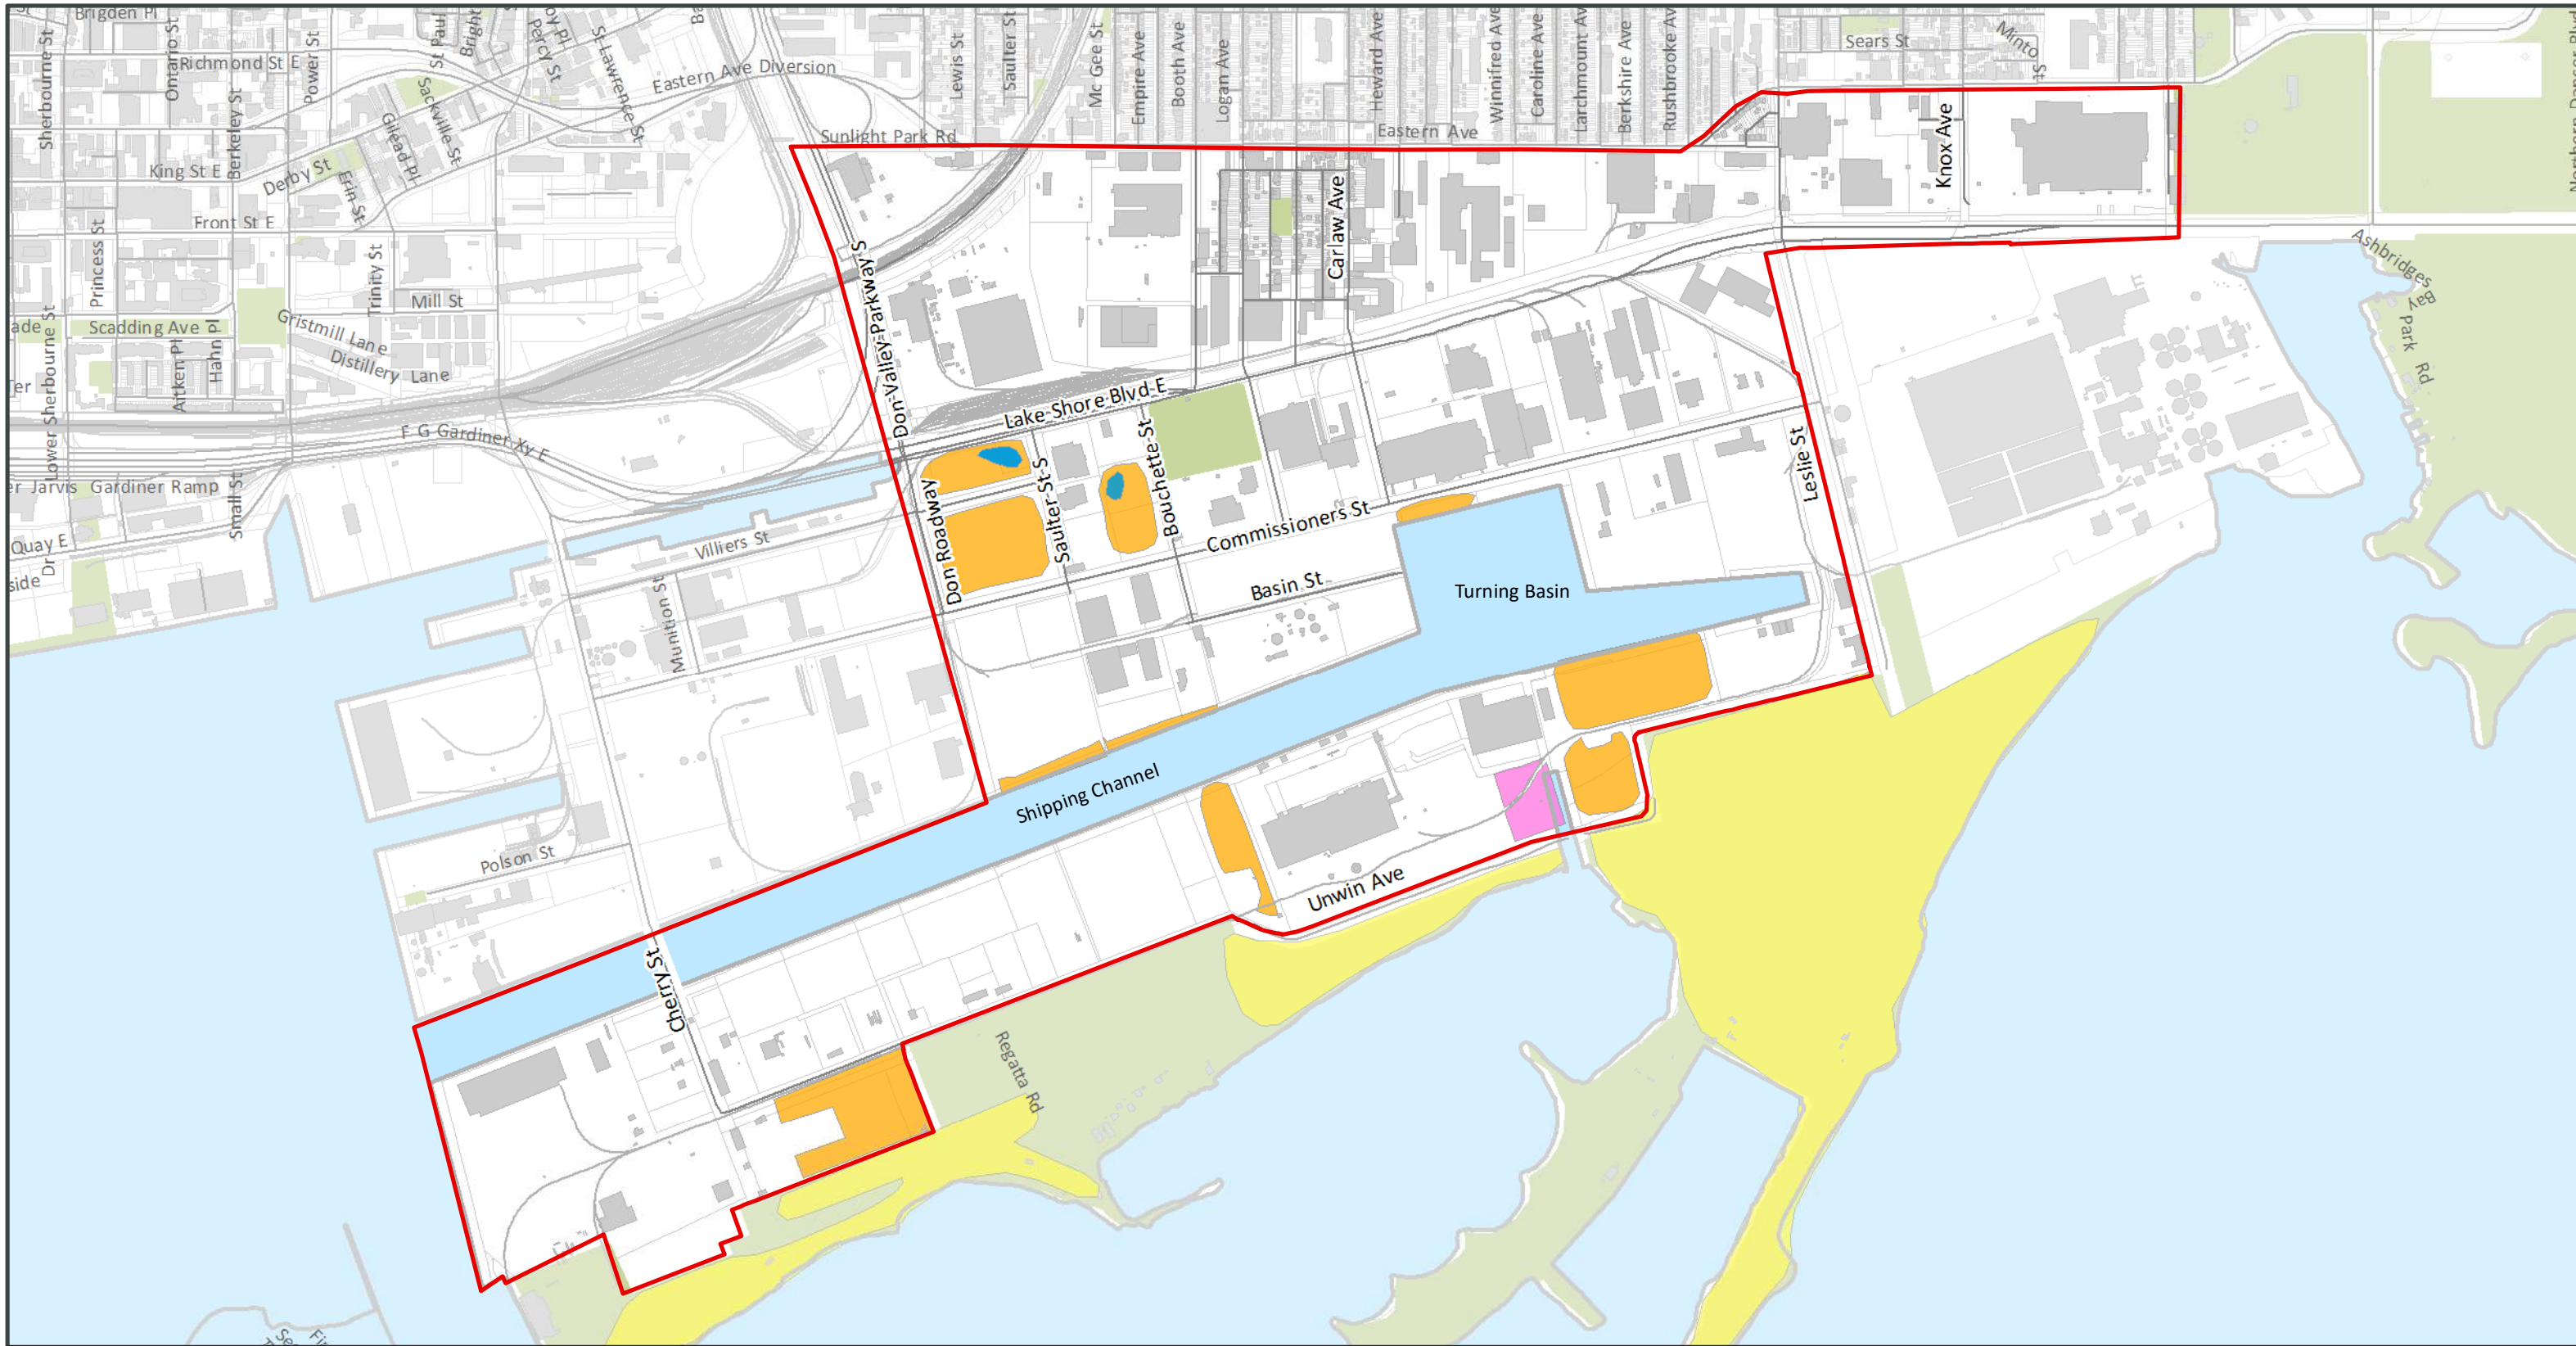 Brigden Pl
Sherbourne St
Ontario St
Richmond St E
Power St
St Paul
Bright
Percy St
St Lawrence St
Eastern Ave Diversion
Lewis St
Saulter St
Mc Gee St
Empire Ave
Booth Ave
Logan Ave
Heward Ave
Winnifred Ave
Caroline Ave
Larchmount Av
Berkshire Ave
Rushbrooke Av
Sears St
Minto St
Berkeley St
Sackville St
Gilead Pl
Sunlight Park Rd
Eastern Ave
Knox Ave
King St E
Derby St
Erin St
Princess St
Front St E
Trinity St
Carlaw Ave
Mill St
Scadding Ave
Gristmill Lane
Distillery Lane
Aitken Pl
Hahn Pl
Don Valley Parkway S
Lake Shore Blvd E
Ashbridges Bay Park Rd
Lower Sherbourne St
F G Gardiner Xy E
Jarvis Gardiner Ramp
Small St
Quay E
Dr
side
Villiers St
Munition St
Don Roadway
Saulter St S
Bouchette St
Commissioners St
Basin St
Leslie St
Turning Basin
Shipping Channel
Polson St
Unwin Ave
Cherry St
Regatta Rd